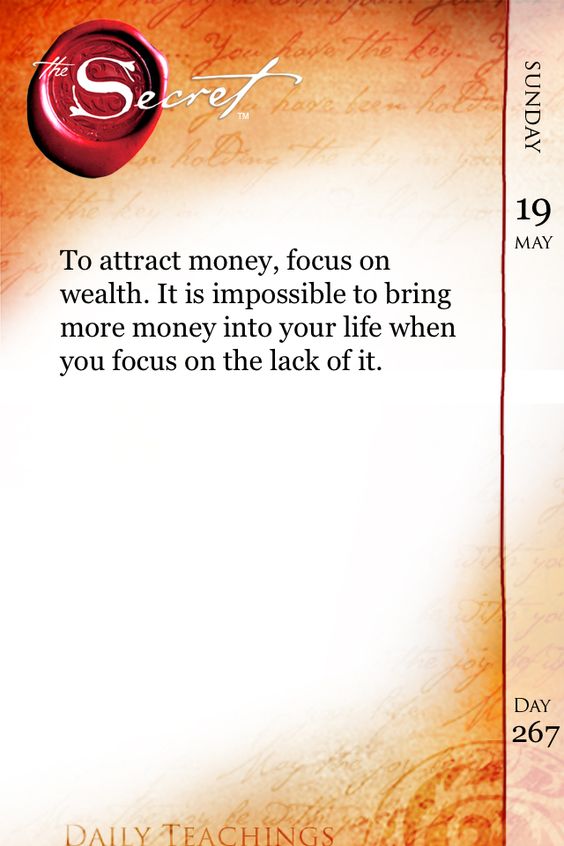 the Secret™
SUNDAY
19
MAY
To attract money, focus on
wealth. It is impossible to bring
more money into your life when
you focus on the lack of it.
DAY
267
DAILY TEACHINGS